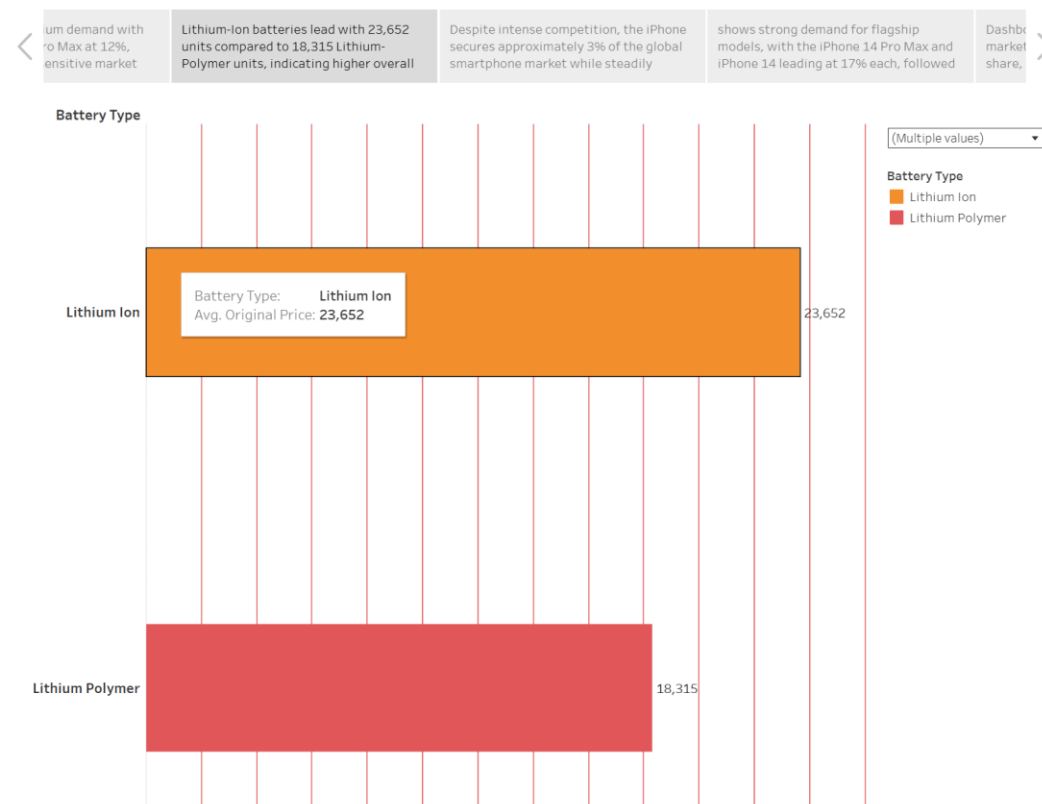 um demand with
ro Max at 12%,
ensitive market
Lithium-Ion batteries lead with 23,652
units compared to 18,315 Lithium-
Polymer units, indicating higher overall
Despite intense competition, the iPhone
secures approximately 3% of the global
smartphone market while steadily
shows strong demand for flagship
models, with the iPhone 14 Pro Max and
iPhone 14 leading at 17% each, followed
Dashbo
market
share,
Battery Type
(Multiple values)
Battery Type
Lithium Ion
Lithium Polymer
Lithium Ion
Battery Type: Lithium Ion
Avg. Original Price: 23,652
23,652
Lithium Polymer
18,315